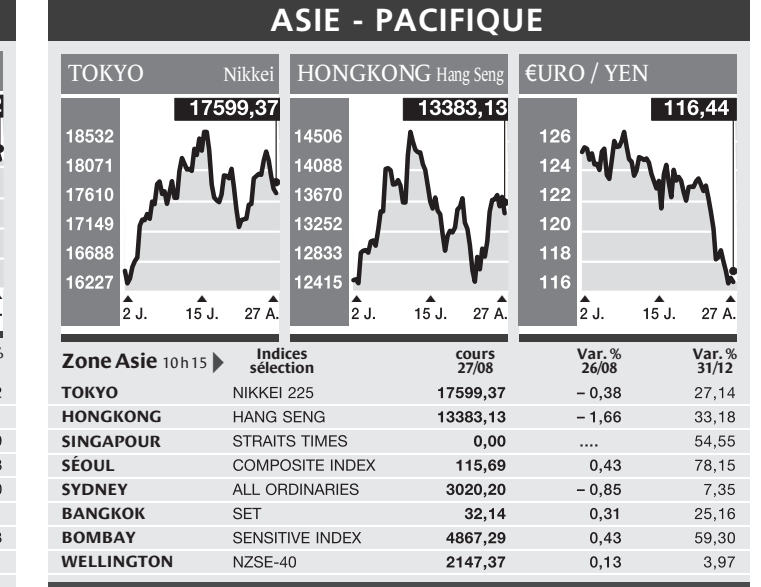 ASIE - PACIFIQUE
TOKYO Nikkei
17599,37
18532
18071
17610
17149
16688
16227
2 J. 15 J. 27 A.
HONGKONG Hang Seng
13383,13
14506
14088
13670
13252
12833
12415
2 J. 15 J. 27 A.
€URO / YEN
116,44
126
124
122
120
118
116
2 J. 15 J. 27 A.
Zone Asie 10h15 Indices sélection cours 27/08 Var. % 26/08 Var. % 31/12
TOKYO NIKKEI 225 17599,37 – 0,38 27,14
HONGKONG HANG SENG 13383,13 – 1,66 33,18
SINGAPOUR STRAITS TIMES 0,00 .... 54,55
SÉOUL COMPOSITE INDEX 115,69 0,43 78,15
SYDNEY ALL ORDINARIES 3020,20 – 0,85 7,35
BANGKOK SET 32,14 0,31 25,16
BOMBAY SENSITIVE INDEX 4867,29 0,43 59,30
WELLINGTON NZSE-40 2147,37 0,13 3,97